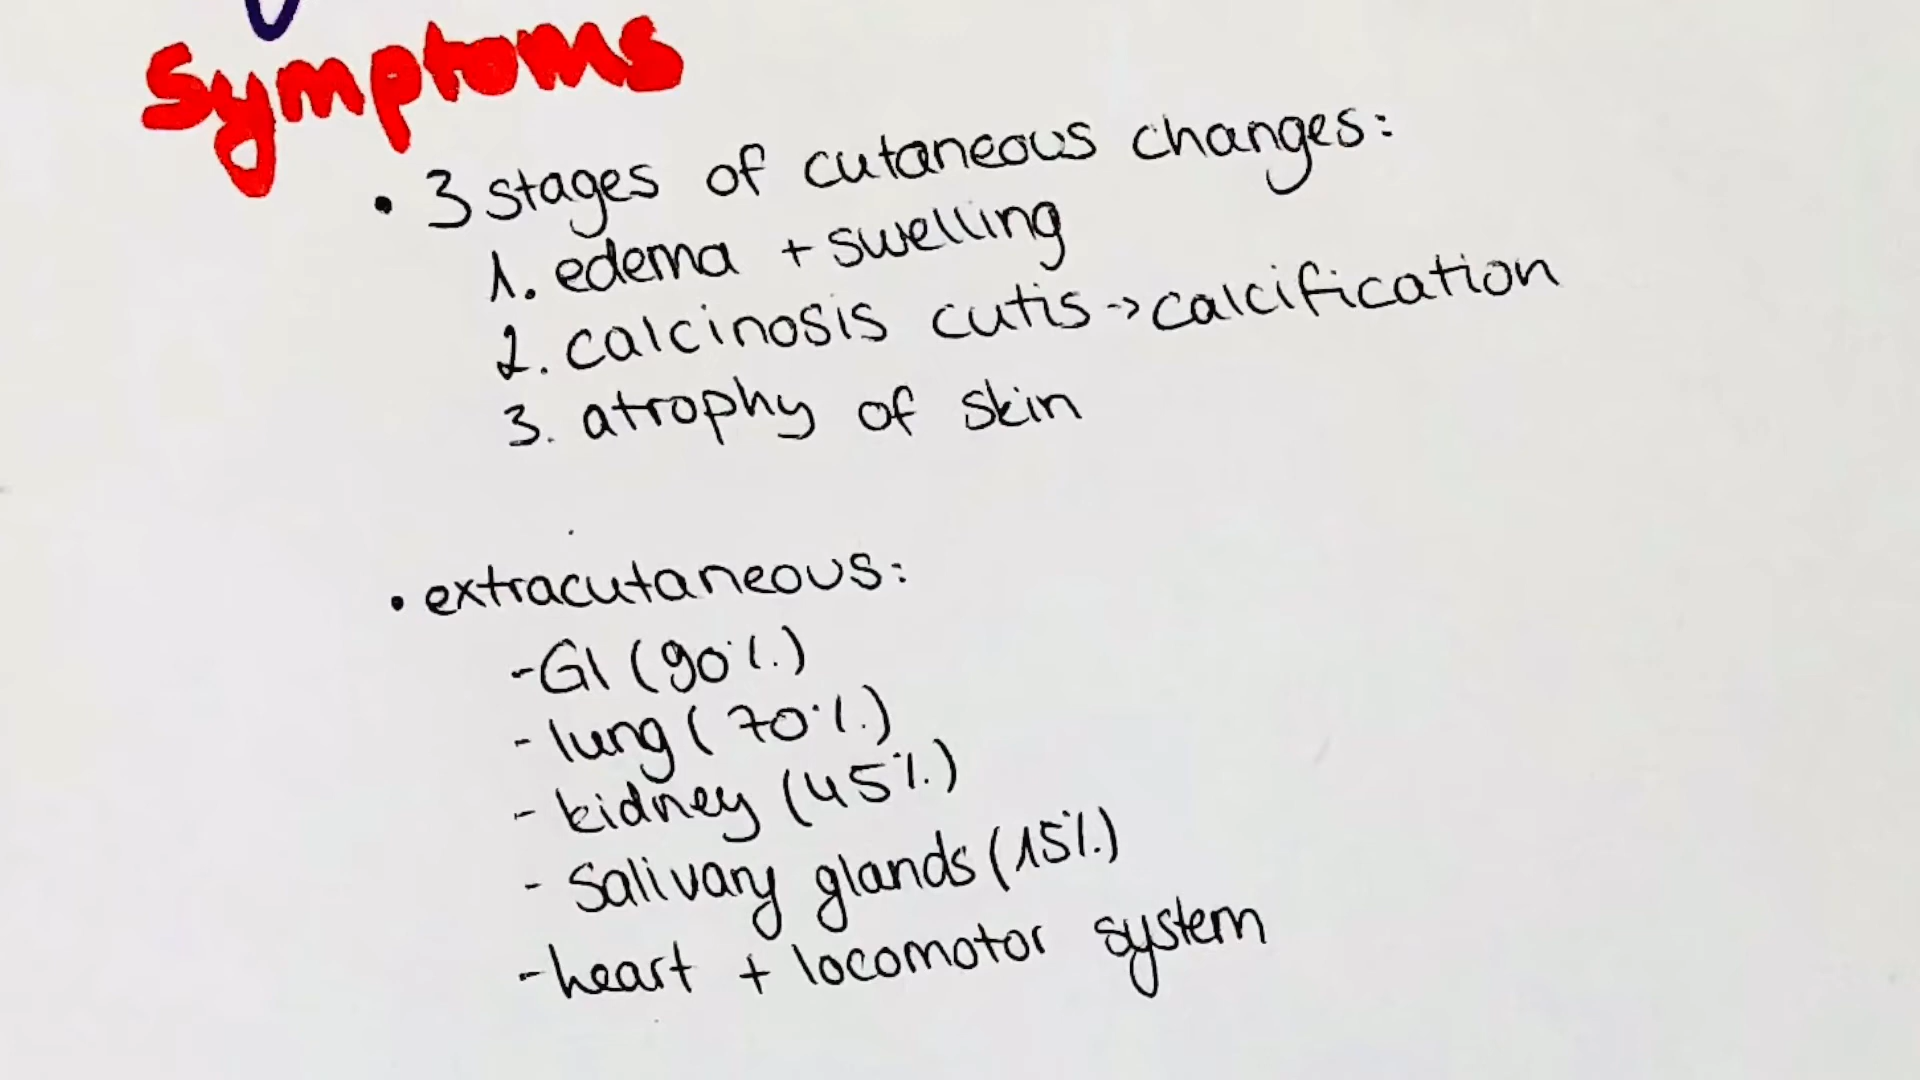 Symptoms
• 3 stages of cutaneous changes:
1. edema + swelling
2. calcinosis cutis -> calcification
3. atrophy of skin
• extracutaneous:
- GI (90%)
- lung (70%)
- kidney (45%)
- Salivary glands (15%)
- heart + locomotor system